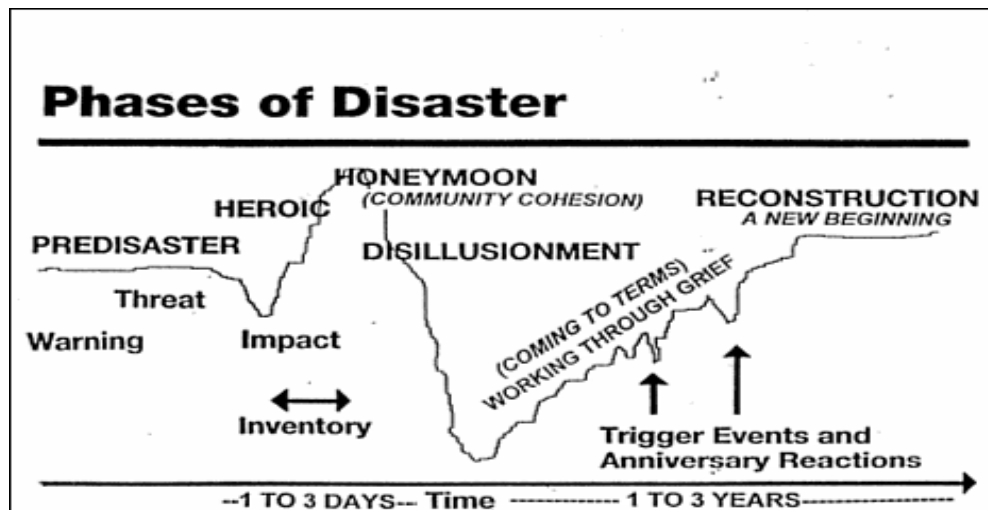 Phases of Disaster
HONEYMOON
(COMMUNITY COHESION)
HEROIC
RECONSTRUCTION
A NEW BEGINNING
PREDISASTER
DISILLUSIONMENT
Threat
Warning
Impact
(COMING TO TERMS)
WORKING THROUGH GRIEF
Inventory
Trigger Events and
Anniversary Reactions
--1 TO 3 DAYS-- Time ----------- 1 TO 3 YEARS---------------